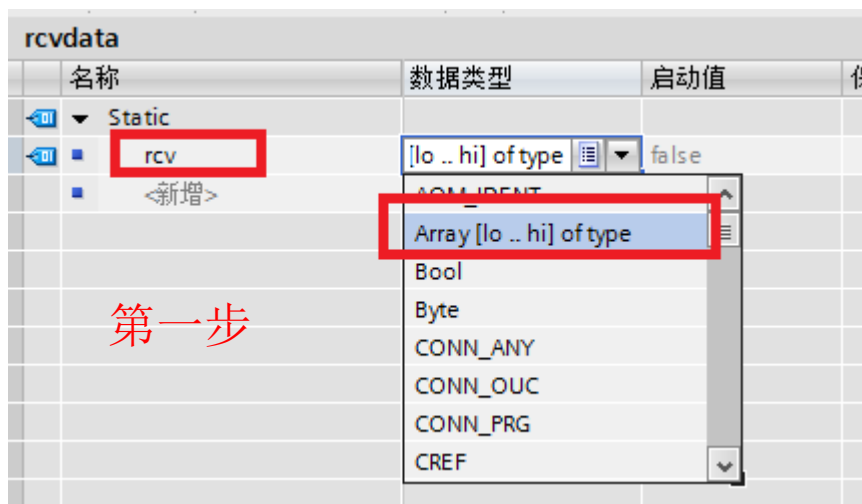 rcvdata
名称 数据类型 启动值
Static
rcv [lo .. hi] of type false
<新增>
Array [lo .. hi] of type
Bool
Byte
第一步
CONN_ANY
CONN_OUC
CONN_PRG
CREF